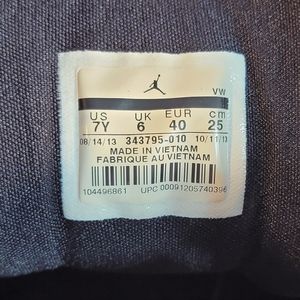 VW
US UK EUR cm
7Y 6 40 25
08/14/13 343795-010 10/11/13
MADE IN VIETNAM
FABRIQUE AU VIETNAM
104496861 UPC 00091205740396